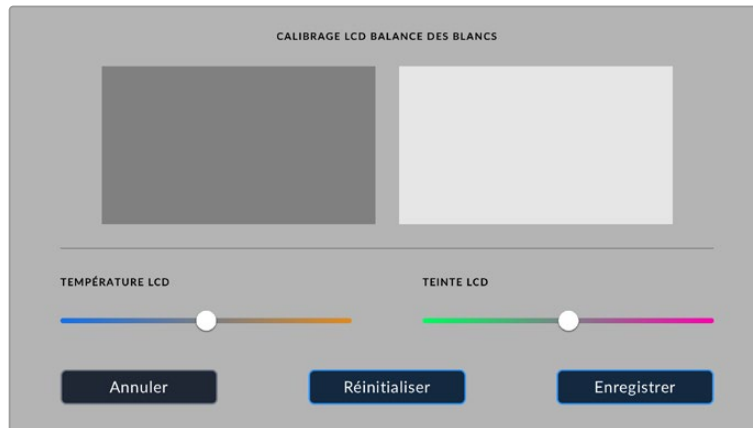 CALIBRAGE LCD BALANCE DES BLANCS
TEMPÉRATURE LCD
TEINTE LCD
Annuler
Réinitialiser
Enregistrer